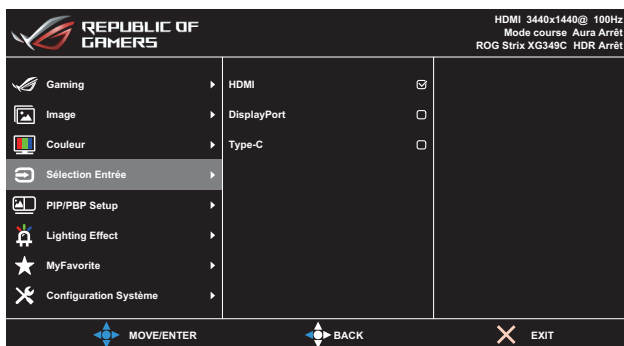 REPUBLIC OF
GAMERS
HDMI 3440x1440@ 100Hz
Mode course Aura Arrêt
ROG Strix XG349C HDR Arrêt
Gaming
Image
Couleur
Sélection Entrée
PIP/PBP Setup
Lighting Effect
MyFavorite
Configuration Système
HDMI
DisplayPort
Type-C
MOVE/ENTER
BACK
EXIT